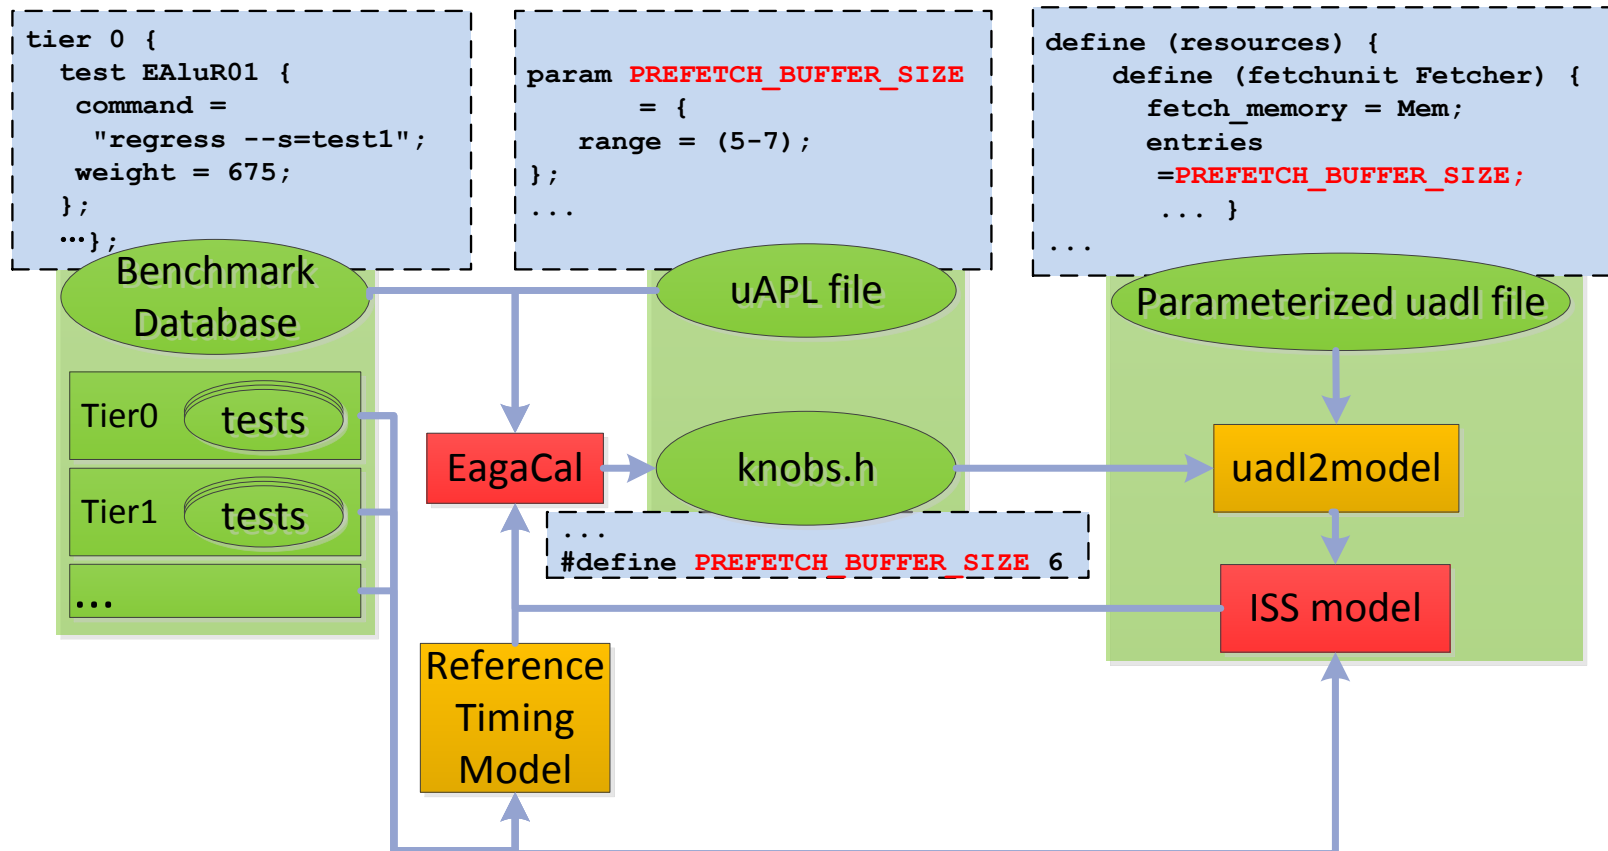 tier 0 {
test EAluR01 {
command =
"regress --s=test1";
weight = 675;
};
…};
param PREFETCH_BUFFER_SIZE
= {
range = (5-7);
};
...
define (resources) {
define (fetchunit Fetcher) {
fetch_memory = Mem;
entries
=PREFETCH_BUFFER_SIZE;
... }
...
Benchmark
Database
uAPL file
Parameterized uadl file
Tier0
tests
Tier1
tests
...
EagaCal
knobs.h
uadl2model
...
#define PREFETCH_BUFFER_SIZE 6
ISS model
Reference
Timing
Model